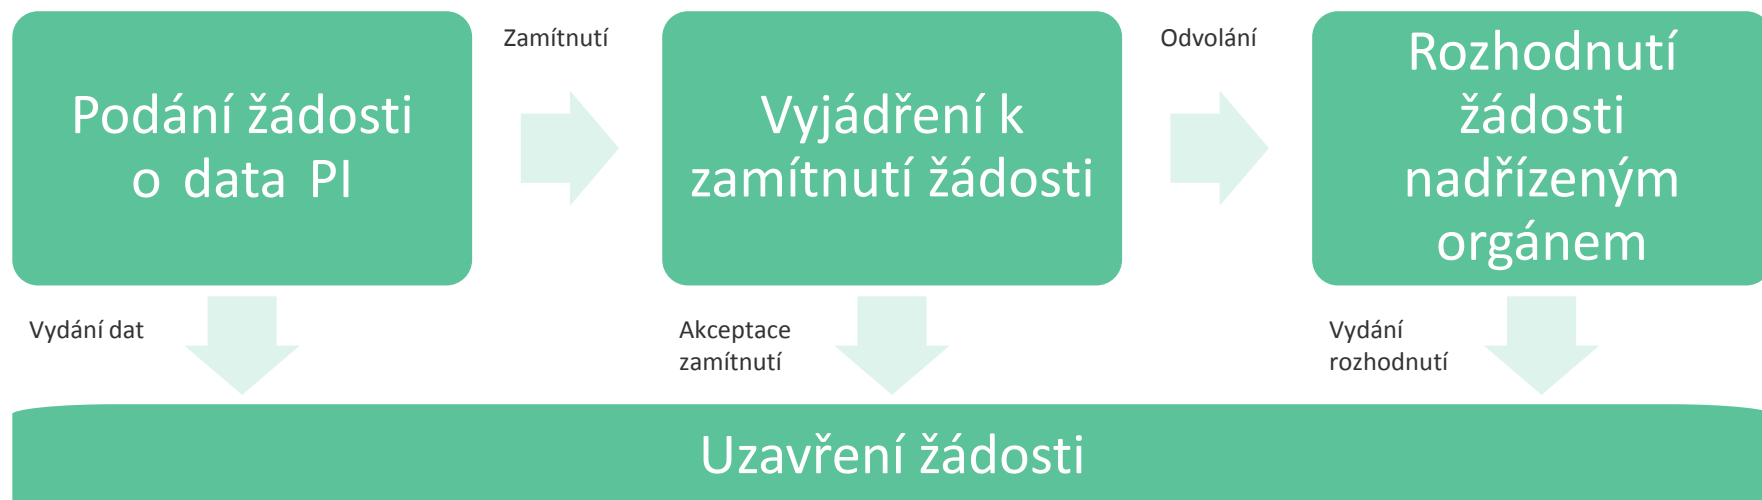 Podání žádosti
o data PI
Zamítnutí
Vyjádření k
zamítnutí žádosti
Odvolání
Rozhodnutí
žádosti
nadřízeným
orgánem
Vydání dat
Akceptace
zamítnutí
Vydání
rozhodnutí
Uzavření žádosti